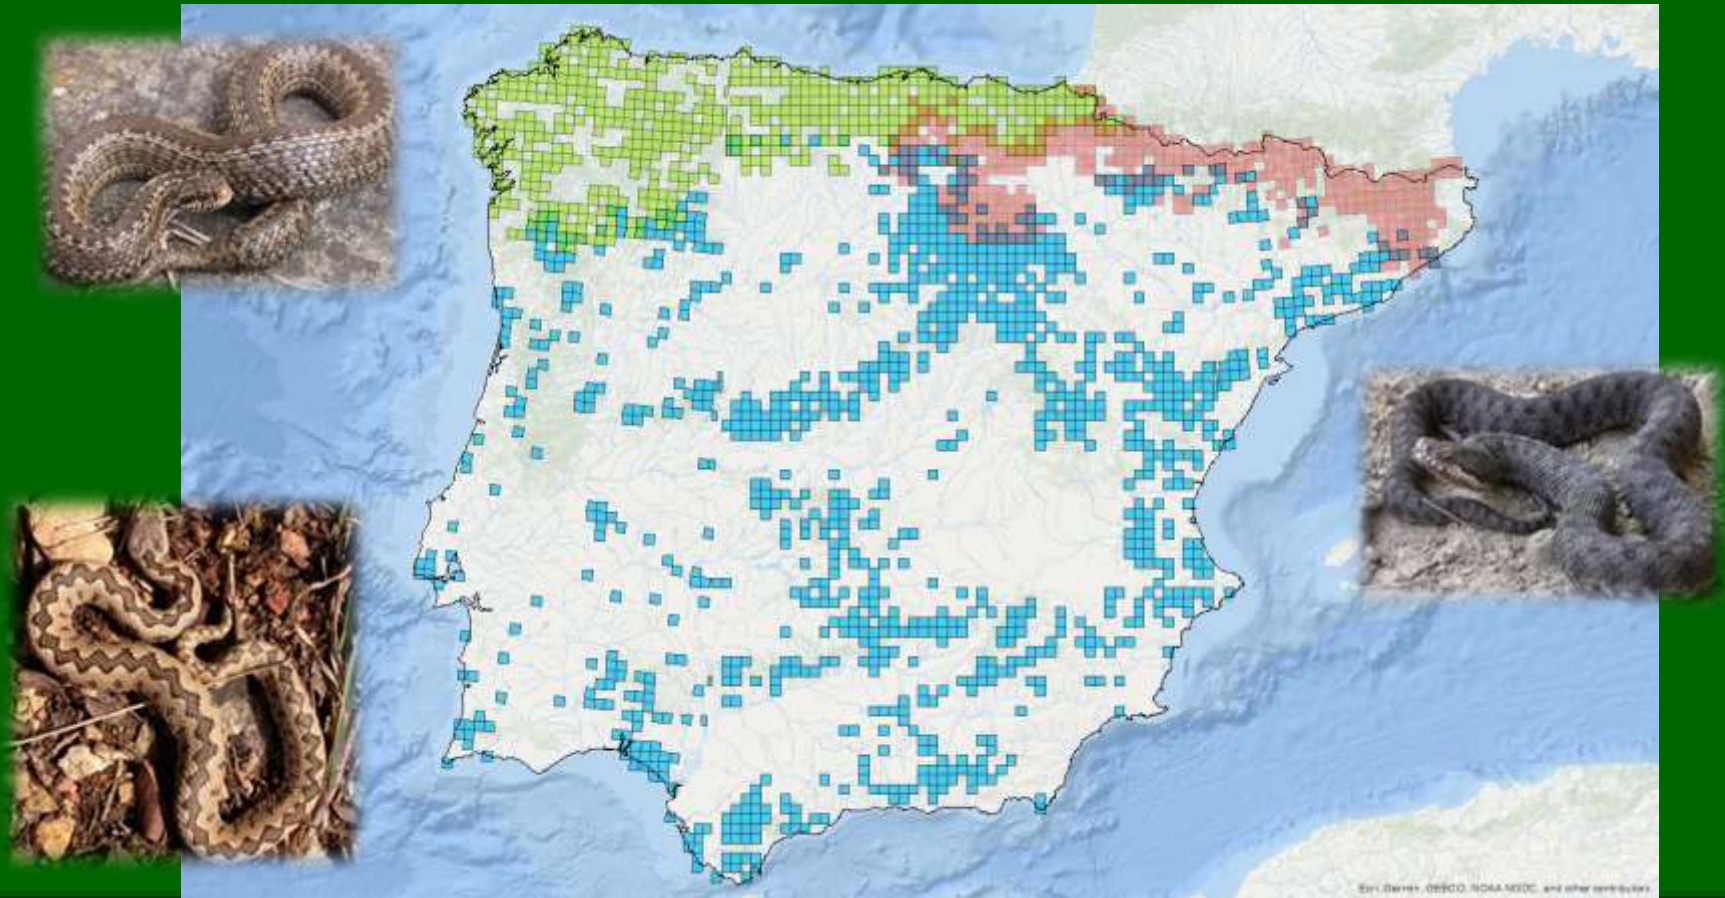 Esri, Garmin, GEBCO, NOAA NGDC, and other contributors